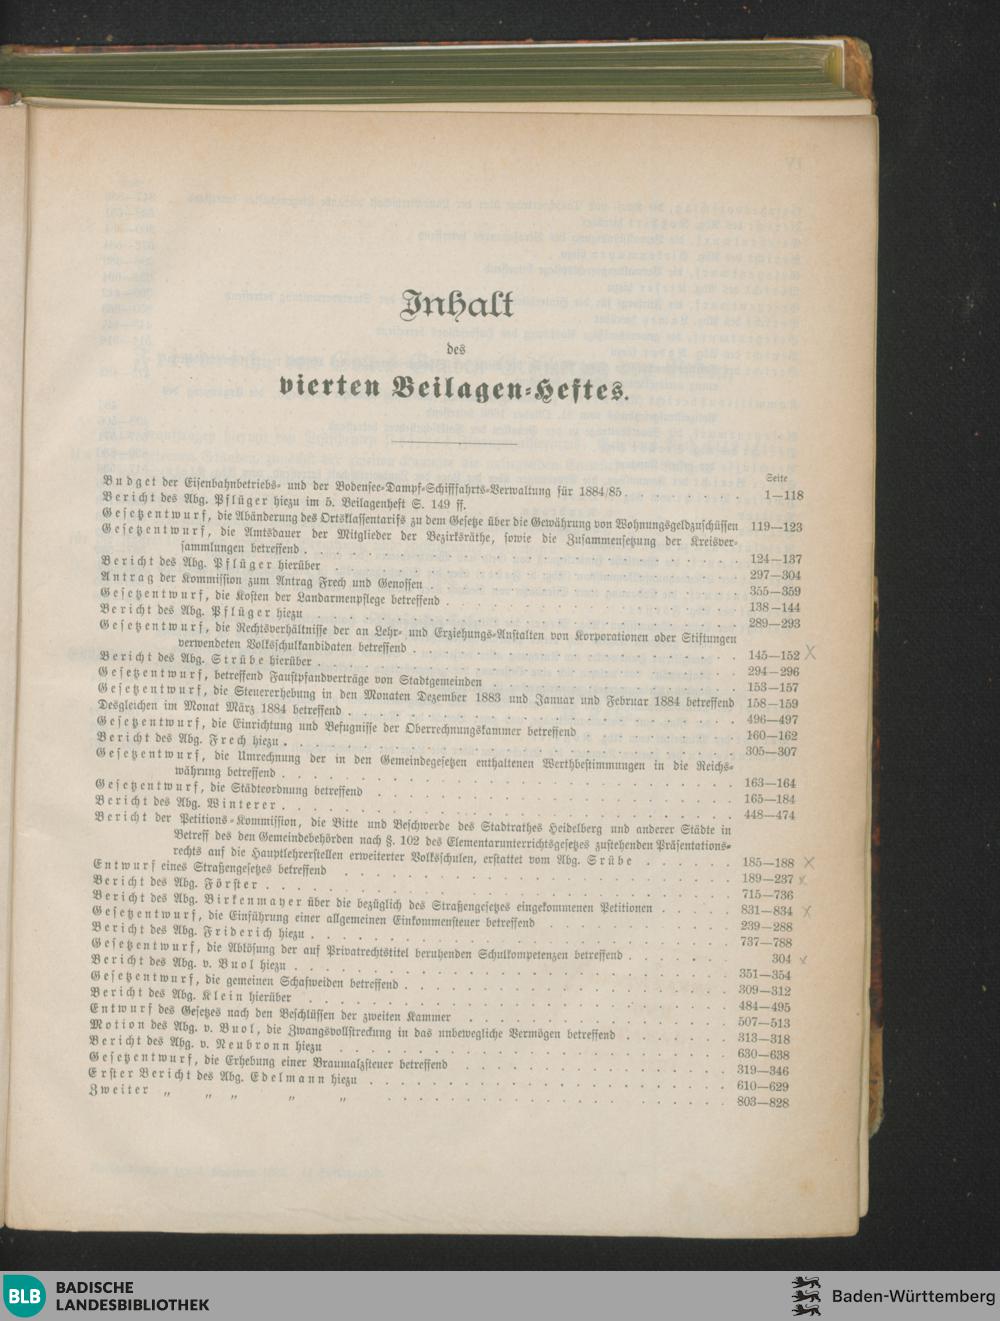 Inhalt
des
vierten Beilagen-Heftes.
Seite
Budget der Eisenbahnbetriebs- und der Bodensee-Dampf-Schifffahrts-Verwaltung für 1884/85 . . . . . . . 1—118
Bericht des Abg. Pflüger hiezu im 5. Beilagenheft S. 149 ff.
Gesetzentwurf, die Abänderung des Ortsklassentarifs zu dem Gesetze über die Gewährung von Wohnungsgeldzuschüssen 119—123
Gesetzentwurf, die Amtsdauer der Mitglieder der Bezirksräthe, sowie die Zusammensetzung der Kreisver-
sammlungen betreffend . . . . . . . 124—137
Bericht des Abg. Pflüger hierüber . . . . . . . 297—304
Antrag der Kommission zum Antrag Frech und Genossen . . . . . . . 355—359
Gesetzentwurf, die Kosten der Landarmenpflege betreffend . . . . . . . 138—144
Bericht des Abg. Pflüger hiezu . . . . . . . 289—293
Gesetzentwurf, die Rechtsverhältnisse der an Lehr- und Erziehungs-Anstalten von Korporationen oder Stiftungen
verwendeten Volksschulkandidaten betreffend . . . . . . . 145—152
Bericht des Abg. Strübe hierüber . . . . . . . 294—296
Gesetzentwurf, betreffend Faustpfandverträge von Stadtgemeinden . . . . . . . 153—157
Gesetzentwurf, die Steuererhebung in den Monaten Dezember 1883 und Januar und Februar 1884 betreffend 158—159
Desgleichen im Monat März 1884 betreffend . . . . . . . 496—497
Gesetzentwurf, die Einrichtung und Befugnisse der Oberrechnungskammer betreffend . . . . . . . 160—162
Bericht des Abg. Frech hiezu . . . . . . . 305—307
Gesetzentwurf, die Umrechnung der in den Gemeindegesetzen enthaltenen Werthbestimmungen in die Reichs-
währung betreffend . . . . . . . 163—164
Gesetzentwurf, die Städteordnung betreffend . . . . . . . 165—184
Bericht des Abg. Winterer . . . . . . . 448—474
Bericht der Petitions-Kommission, die Bitte und Beschwerde des Stadtrathes Heidelberg und anderer Städte in
Betreff des den Gemeindebehörden nach §. 102 des Elementarunterrichtsgesetzes zustehenden Präsentations-
rechts auf die Hauptlehrerstellen erweiterter Volksschulen, erstattet vom Abg. Srübe . . . . . . . 185—188
Entwurf eines Straßengesetzes betreffend . . . . . . . 189—237
Bericht des Abg. Förster . . . . . . . 715—736
Bericht des Abg. Birkenmayer über die bezüglich des Straßengesetzes eingekommenen Petitionen . . . . . 831—834
Gesetzentwurf, die Einführung einer allgemeinen Einkommensteuer betreffend . . . . . . . 239—288
Bericht des Abg. Friderich hiezu . . . . . . . 737—788
Gesetzentwurf, die Ablösung der auf Privatrechtstitel beruhenden Schulkompetenzen betreffend . . . . . . . 304
Bericht des Abg. v. Buol hiezu . . . . . . . 351—354
Gesetzentwurf, die gemeinen Schafweiden betreffend . . . . . . . 309—312
Bericht des Abg. Klein hierüber . . . . . . . 484—495
Entwurf des Gesetzes nach den Beschlüssen der zweiten Kammer . . . . . . . 507—513
Motion des Abg. v. Buol, die Zwangsvollstreckung in das unbewegliche Vermögen betreffend . . . . . . . 313—318
Bericht des Abg. v. Neubronn hiezu . . . . . . . 630—638
Gesetzentwurf, die Erhebung einer Braumalzsteuer betreffend . . . . . . . 319—346
Erster Bericht des Abg. Edelmann hiezu . . . . . . . 610—629
Zweiter „ „ „ „ „ . . . . . . . 803—828
BLB BADISCHE
LANDESBIBLIOTHEK
Baden-Württemberg